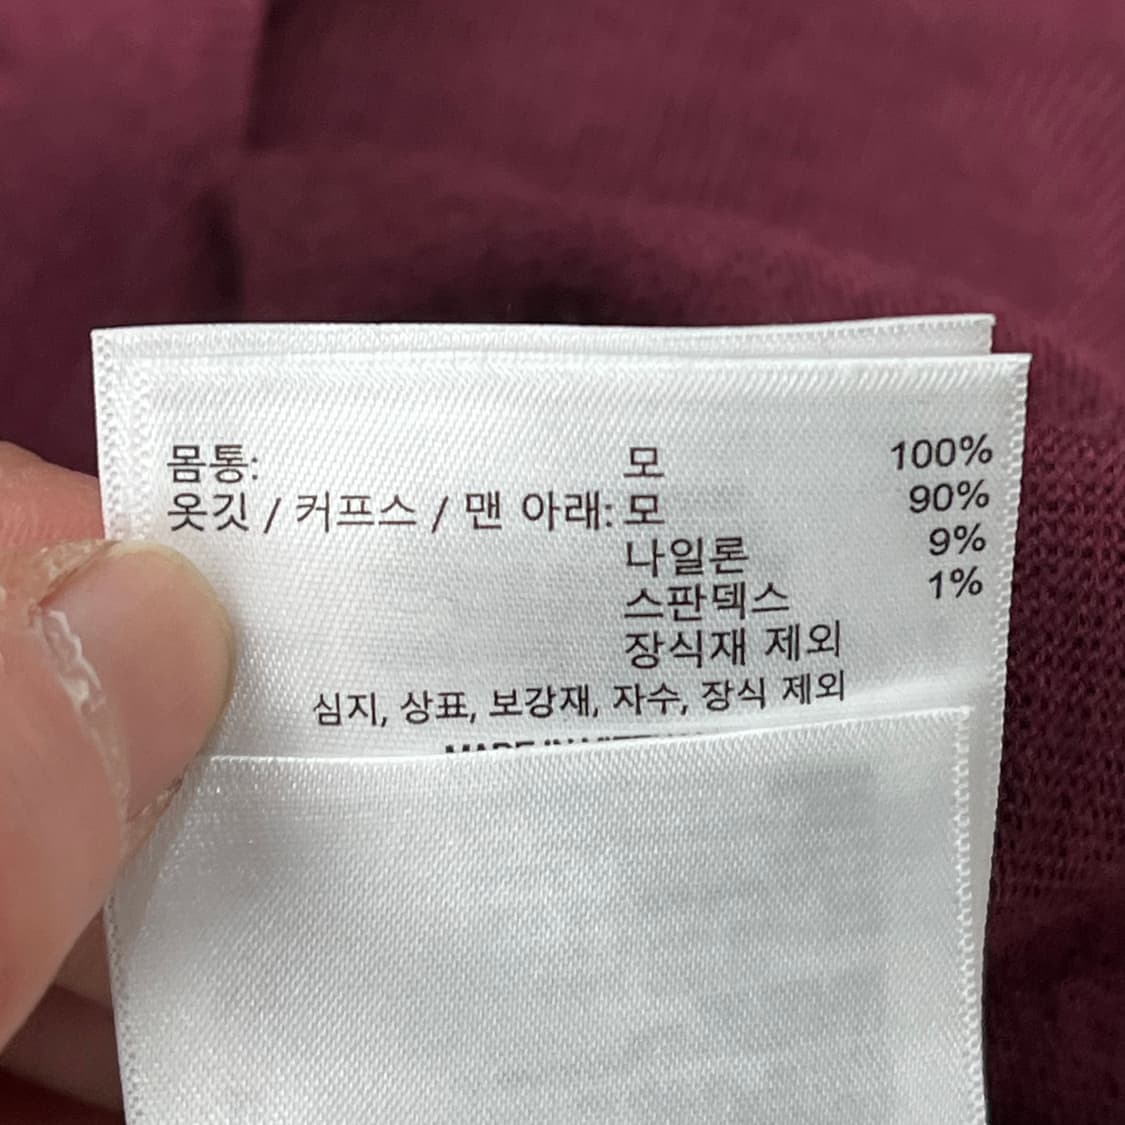 몸통: 모 100%
옷깃 / 커프스 / 맨 아래: 모 90%
나일론 9%
스판덱스 1%
장식재 제외
심지, 상표, 보강재, 자수, 장식 제외
MADE IN